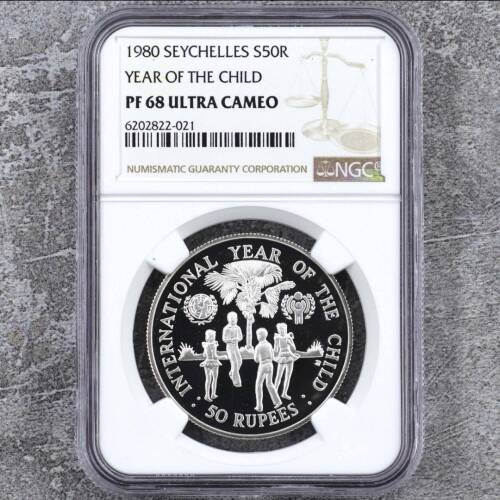 1980 SEYCHELLES S50R
YEAR OF THE CHILD
PF 68 ULTRA CAMEO
6202822-021
NUMISMATIC GUARANTY CORPORATION
NGC
INTERNATIONAL YEAR OF THE CHILD
50 RUPEES